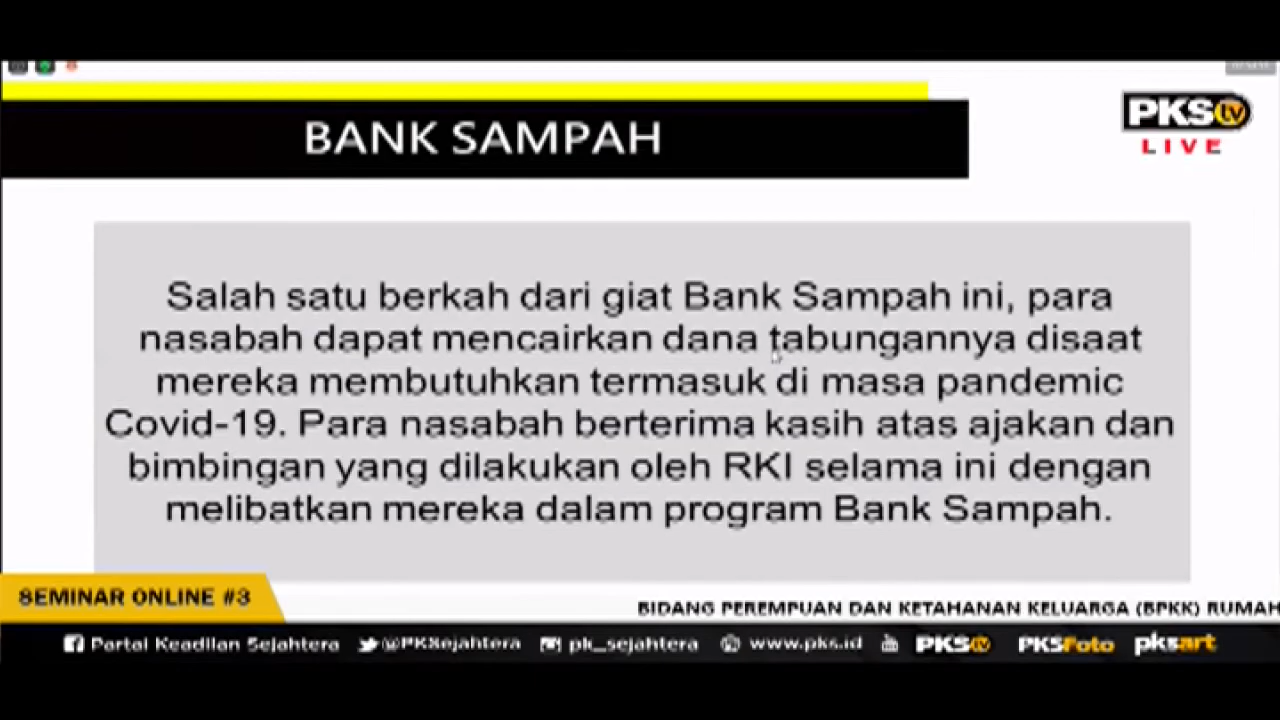 BANK SAMPAH
PKS tv
LIVE
Salah satu berkah dari giat Bank Sampah ini, para
nasabah dapat mencairkan dana tabungannya disaat
mereka membutuhkan termasuk di masa pandemic
Covid-19. Para nasabah berterima kasih atas ajakan dan
bimbingan yang dilakukan oleh RKI selama ini dengan
melibatkan mereka dalam program Bank Sampah.
SEMINAR ONLINE #3
BIDANG PEREMPUAN DAN KETAHANAN KELUARGA (BPKK) RUMAH
Partai Keadilan Sejahtera @PKSejahtera pk_sejahtera www.pks.id PKS tv PKSFoto pksart